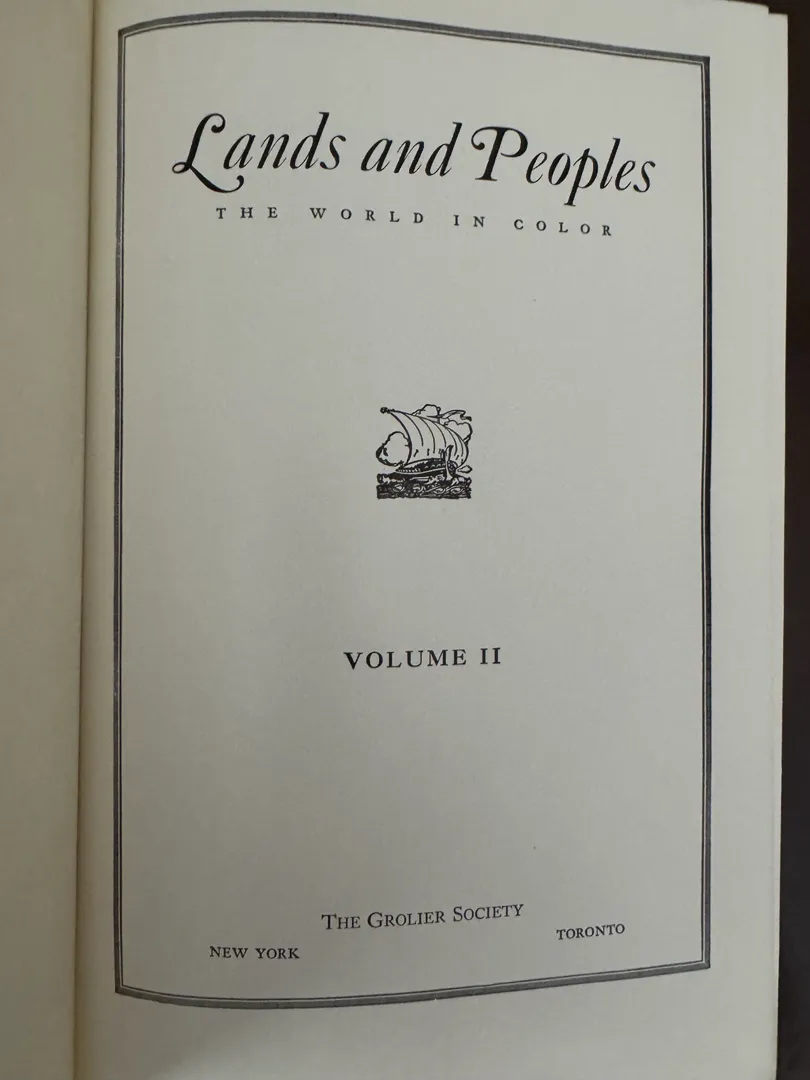 Lands and Peoples
THE WORLD IN COLOR
VOLUME II
THE GROLIER SOCIETY
NEW YORK TORONTO